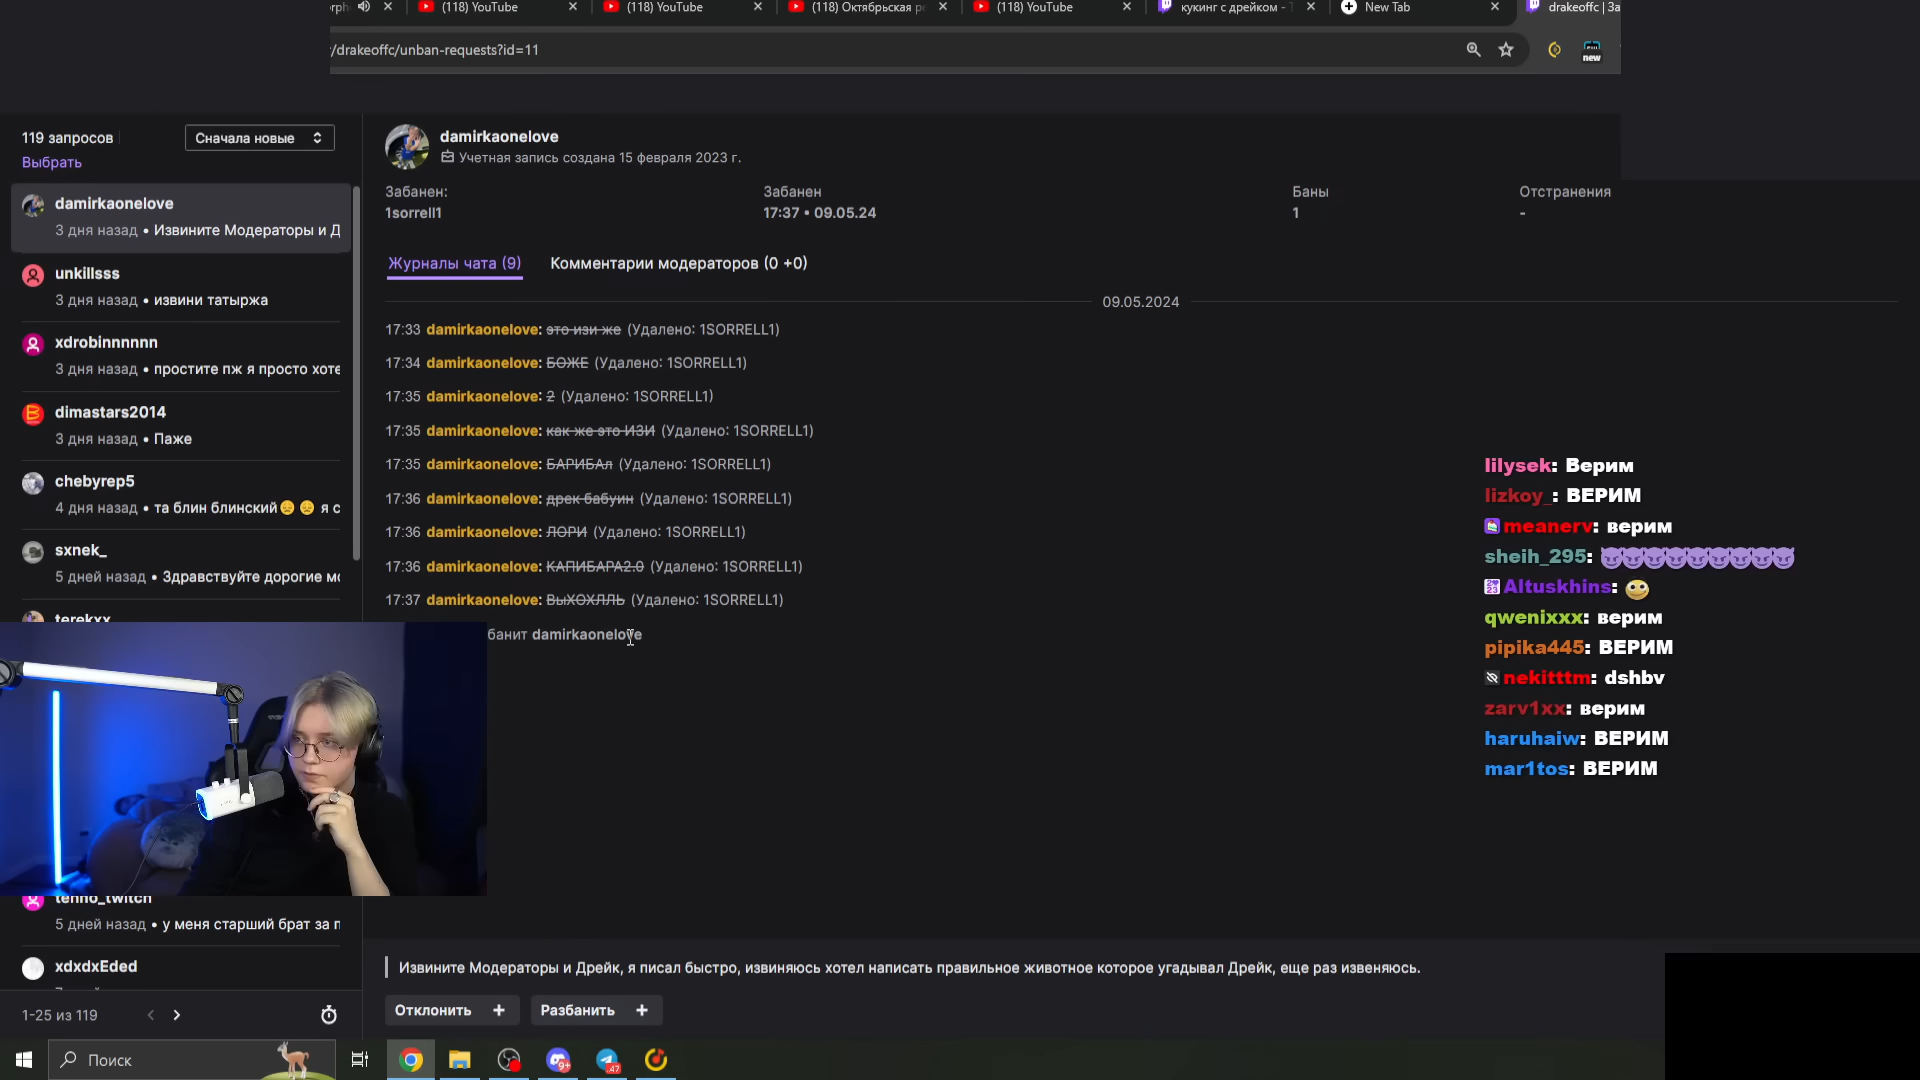 (118) YouTube
(118) YouTube
(118) Октябрьская р
(118) YouTube
кукинг с дрейком -
New Tab
drakeoffc | За
/drakeoffc/unban-requests?id=11
new
119 запросов
Сначала новые
Выбрать
damirkaonelove
3 дня назад • Извините Модераторы и Д
unkillsss
3 дня назад • извини татыржа
xdrobinnnnnn
3 дня назад • простите пж я просто хоте
dimastars2014
3 дня назад • Паже
chebyrep5
4 дня назад • та блин блинский😞 😞 я с
sxnek_
5 дней назад • Здравствуйте дорогие мо
terekxx
tenno_twitch
5 дней назад • у меня старший брат за п
xdxdxEded
1-25 из 119
damirkaonelove
Учетная запись создана 15 февраля 2023 г.
Забанен:
1sorrell1
Забанен
17:37 • 09.05.24
Баны
1
Отстранения
-
Журналы чата (9)
Комментарии модераторов (0 +0)
09.05.2024
17:33 damirkaonelove: это изи же (Удалено: 1SORRELL1)
17:34 damirkaonelove: БОЖЕ (Удалено: 1SORRELL1)
17:35 damirkaonelove: 2 (Удалено: 1SORRELL1)
17:35 damirkaonelove: как же это ИЗИ (Удалено: 1SORRELL1)
17:35 damirkaonelove: БАРИБАл (Удалено: 1SORRELL1)
17:36 damirkaonelove: дрек бабуин (Удалено: 1SORRELL1)
17:36 damirkaonelove: ЛОРИ (Удалено: 1SORRELL1)
17:36 damirkaonelove: КАПИБАРА2.0 (Удалено: 1SORRELL1)
17:37 damirkaonelove: ВыХОХЛЛЬ (Удалено: 1SORRELL1)
банит damirkaonelove
lilysek: Верим
lizkoy_: ВЕРИМ
meanerv: верим
sheih_295: 😈😈😈😈😈😈😈😈😈
Altuskhins:
qwenixxx: верим
pipika445: ВЕРИМ
nekitttm: dshbv
zarv1xx: верим
haruhaiw: ВЕРИМ
mar1tos: ВЕРИМ
Извините Модераторы и Дрейк, я писал быстро, извиняюсь хотел написать правильное животное которое угадывал Дрейк, еще раз извеняюсь.
Отклонить +
Разбанить +
Поиск
9+
47